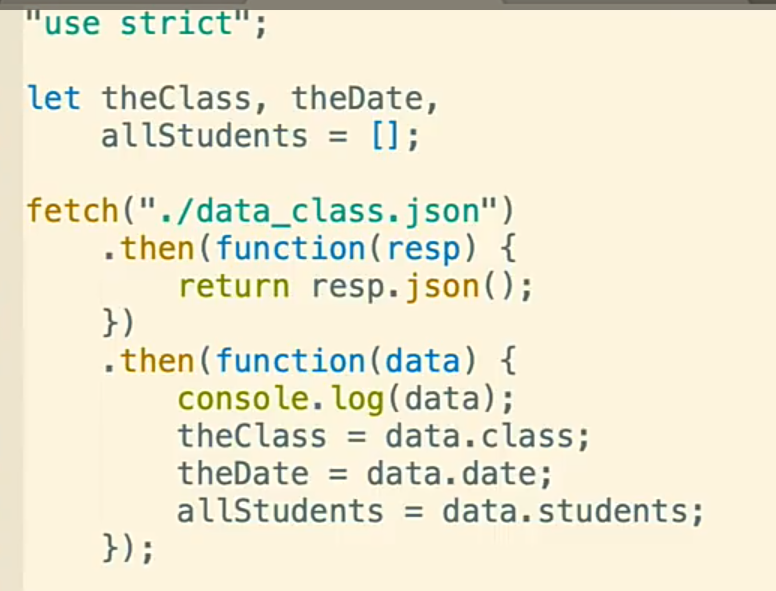 "use strict";
let theClass, theDate,
    allStudents = [];
fetch("./data_class.json")
    .then(function(resp) {
        return resp.json();
    })
    .then(function(data) {
        console.log(data);
        theClass = data.class;
        theDate = data.date;
        allStudents = data.students;
    });